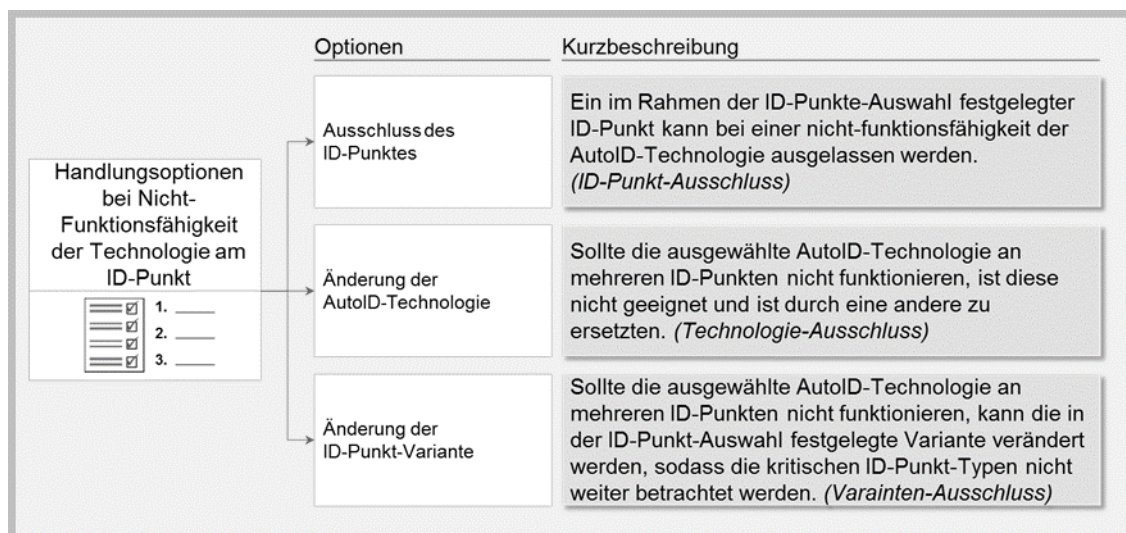 Optionen
Kurzbeschreibung
Handlungsoptionen
bei Nicht-
Funktionsfähigkeit
der Technologie am
ID-Punkt
1. ____
2. ____
3. ____
Ausschluss des
ID-Punktes
Ein im Rahmen der ID-Punkte-Auswahl festgelegter
ID-Punkt kann bei einer nicht-funktionsfähigkeit der
AutoID-Technologie ausgelassen werden.
(ID-Punkt-Ausschluss)
Änderung der
AutoID-Technologie
Sollte die ausgewählte AutoID-Technologie an
mehreren ID-Punkten nicht funktionieren, ist diese
nicht geeignet und ist durch eine andere zu
ersetzten. (Technologie-Ausschluss)
Änderung der
ID-Punkt-Variante
Sollte die ausgewählte AutoID-Technologie an
mehreren ID-Punkten nicht funktionieren, kann die in
der ID-Punkt-Auswahl festgelegte Variante verändert
werden, sodass die kritischen ID-Punkt-Typen nicht
weiter betrachtet werden. (Varainten-Ausschluss)